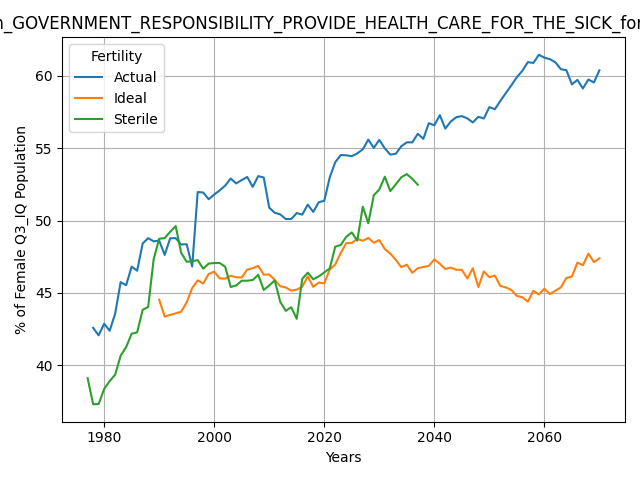 GOVERNMENT_RESPONSIBILITY_PROVIDE_HEALTH_CARE_FOR_THE_SICK_
Fertility
Actual
Ideal
Sterile
% of Female Q3_IQ Population
60
55
50
45
40
1980 2000 2020 2040 2060
Years